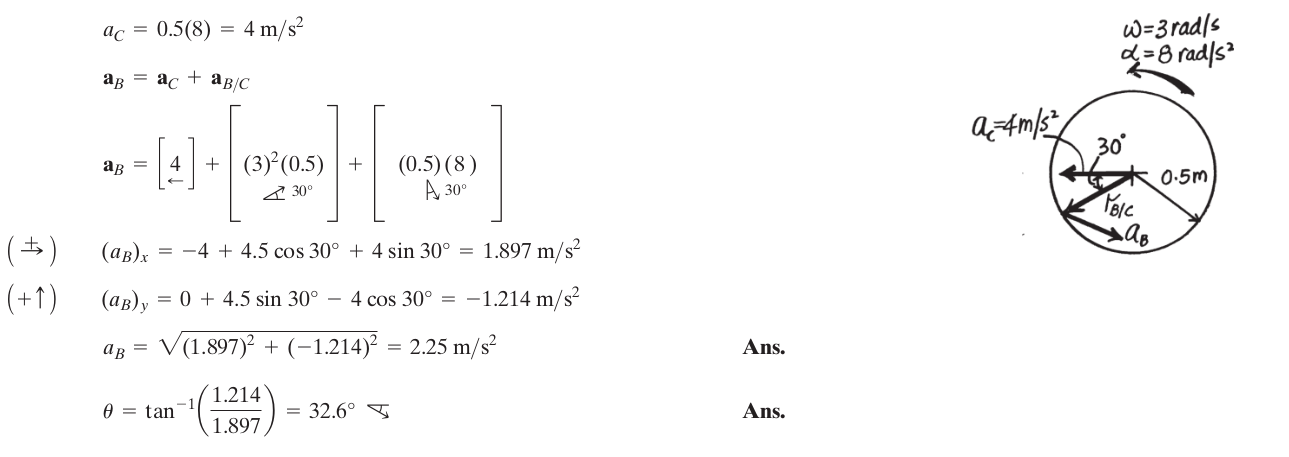 a_C = 0.5(8) = 4 m/s²
a_B = a_C + a_{B/C}
a_B = [4 ←] + [(3)²(0.5) 30°] + [(0.5)(8) 30°]
(+→) (a_B)_x = −4 + 4.5 cos 30° + 4 sin 30° = 1.897 m/s²
(+↑) (a_B)_y = 0 + 4.5 sin 30° − 4 cos 30° = −1.214 m/s²
a_B = √((1.897)² + (−1.214)²) = 2.25 m/s² Ans.
θ = tan⁻¹(1.214/1.897) = 32.6° Ans.
ω=3 rad/s
α=8 rad/s²
a_C=4m/s²
30°
0.5m
r_{B/C}
a_B